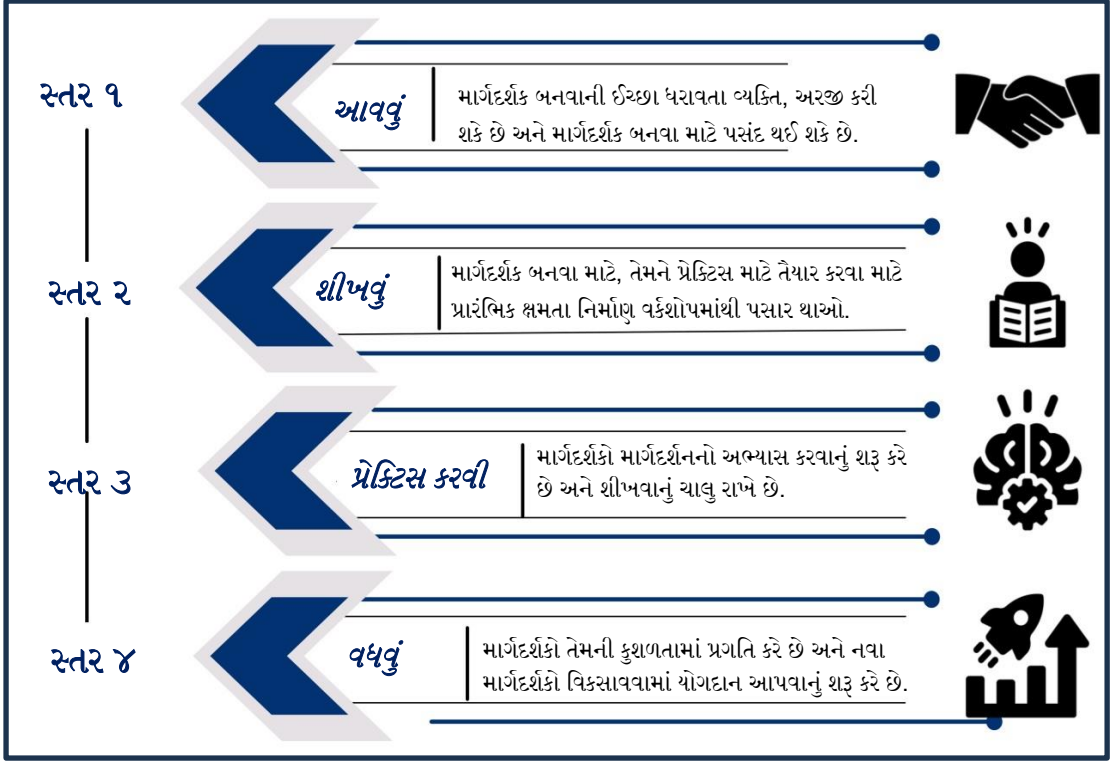 સ્તર ૧
આવવું
માર્ગદર્શક બનવાની ઈચ્છા ધરાવતા વ્યક્તિ, અરજી કરી
શકે છે અને માર્ગદર્શક બનવા માટે પસંદ થઈ શકે છે.
સ્તર ૨
શીખવું
માર્ગદર્શક બનવા માટે, તેમને પ્રેક્ટિસ માટે તૈયાર કરવા માટે
પ્રારંભિક ક્ષમતા નિર્માણ વર્કશોપમાંથી પસાર થાઓ.
સ્તર ૩
પ્રેક્ટિસ કરવી
માર્ગદર્શકો માર્ગદર્શનનો અભ્યાસ કરવાનું શરૂ કરે
છે અને શીખવાનું ચાલુ રાખે છે.
સ્તર ૪
વધવું
માર્ગદર્શકો તેમની કુશળતામાં પ્રગતિ કરે છે અને નવા
માર્ગદર્શકો વિકસાવવામાં યોગદાન આપવાનું શરૂ કરે છે.